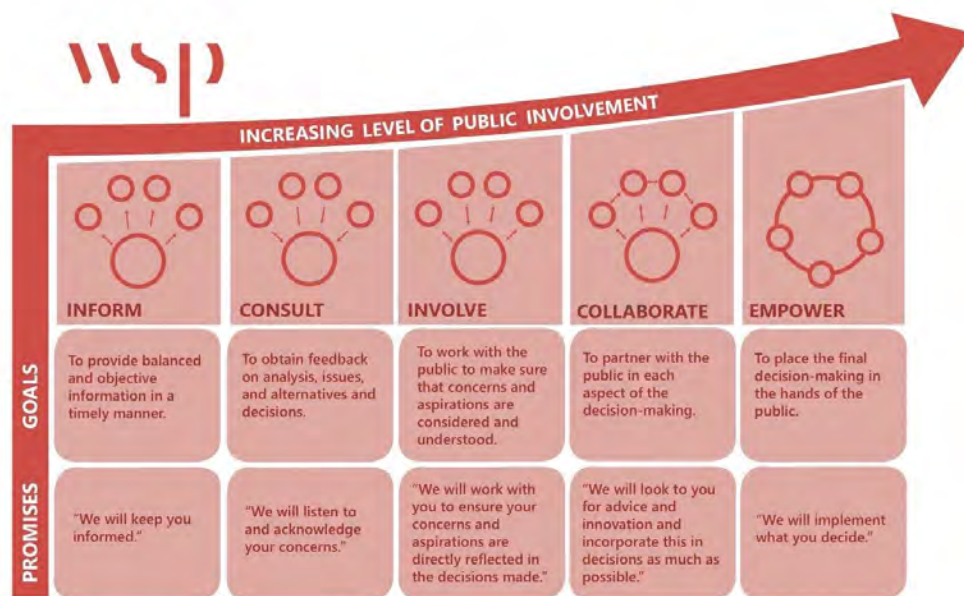 wsp
INCREASING LEVEL OF PUBLIC INVOLVEMENT
INFORM
CONSULT
INVOLVE
COLLABORATE
EMPOWER
GOALS
To provide balanced
and objective
information in a
timely manner.
To obtain feedback
on analysis, issues,
and alternatives and
decisions.
To work with the
public to make sure
that concerns and
aspirations are
considered and
understood.
To partner with the
public in each
aspect of the
decision-making.
To place the final
decision-making in
the hands of the
public.
PROMISES
"We will keep you
informed."
"We will listen to
and acknowledge
your concerns."
"We will work with
you to ensure your
concerns and
aspirations are
directly reflected in
the decisions made."
"We will look to you
for advice and
innovation and
incorporate this in
decisions as much as
possible."
"We will implement
what you decide."